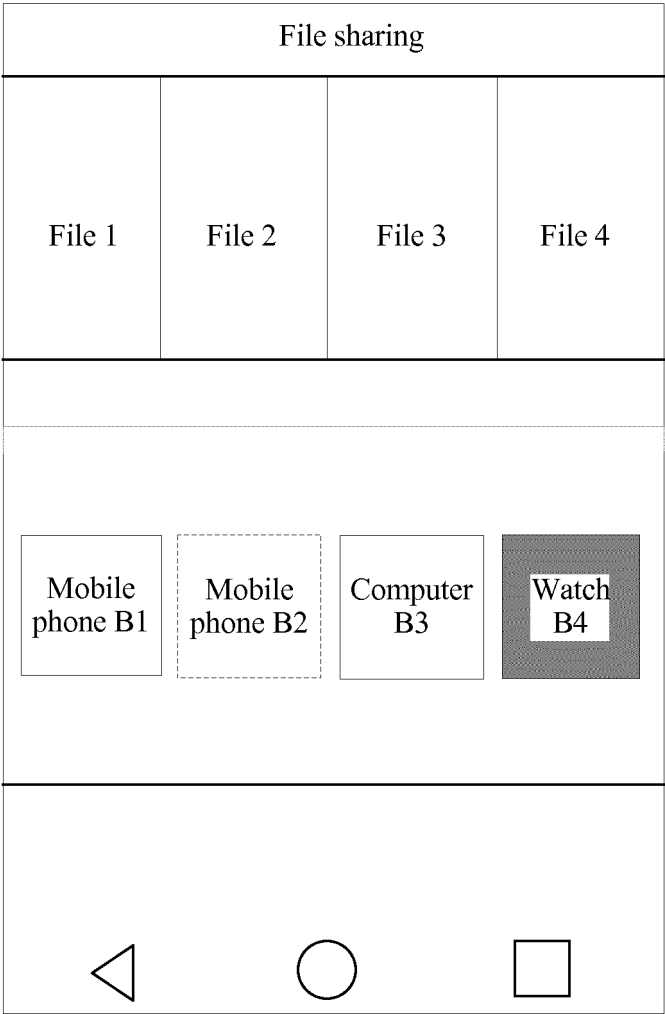 File sharing
File 1
File 2
File 3
File 4
Mobile
phone B1
Mobile
phone B2
Computer
B3
Watch
B4